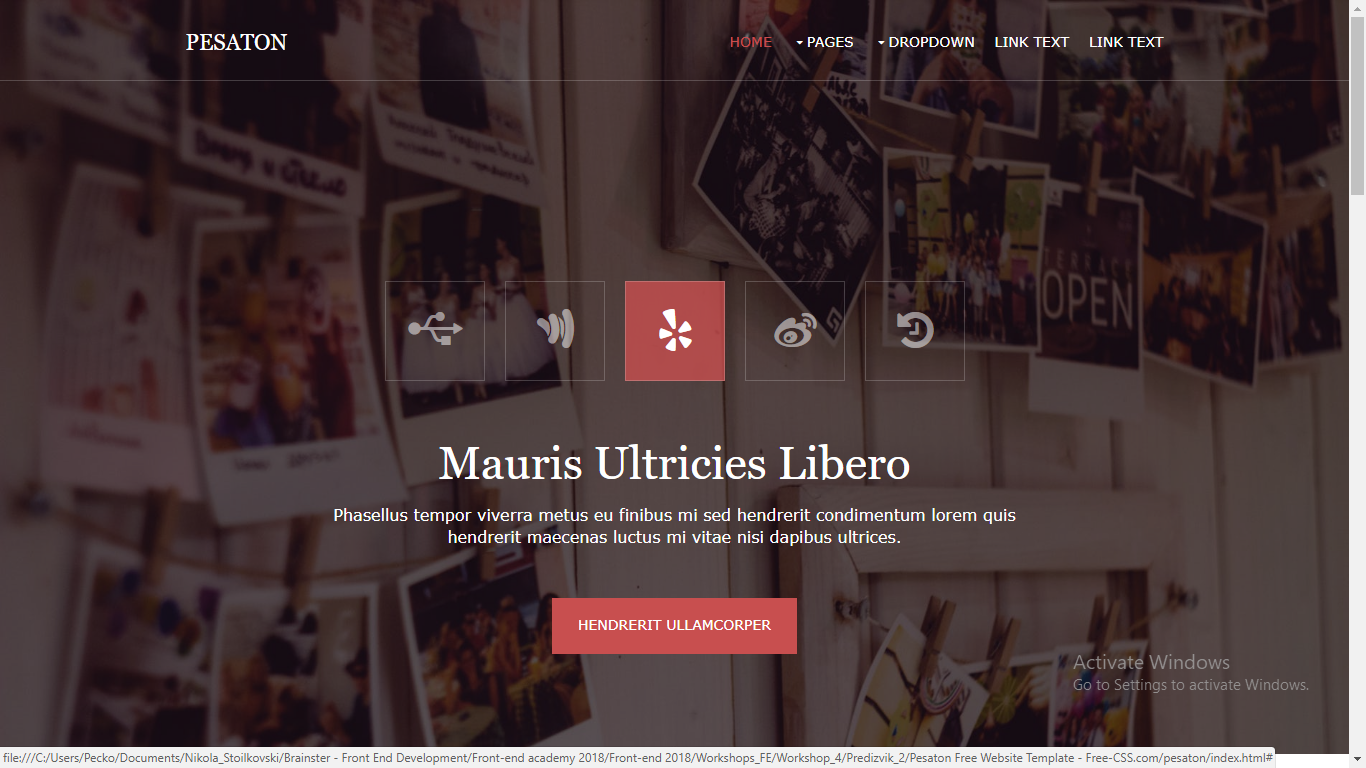 PESATON
HOME PAGES DROPDOWN LINK TEXT LINK TEXT
TERRACE
OPEN
Mauris Ultricies Libero
Phasellus tempor viverra metus eu finibus mi sed hendrerit condimentum lorem quis
hendrerit maecenas luctus mi vitae nisi dapibus ultrices.
HENDRERIT ULLAMCORPER
Activate Windows
Go to Settings to activate Windows.
file:///C:/Users/Pecko/Documents/Nikola_Stoilkovski/Brainster - Front End Development/Front-end academy 2018/Front-end 2018/Workshops_FE/Workshop_4/Predizvik_2/Pesaton Free Website Template - Free-CSS.com/pesaton/index.html#